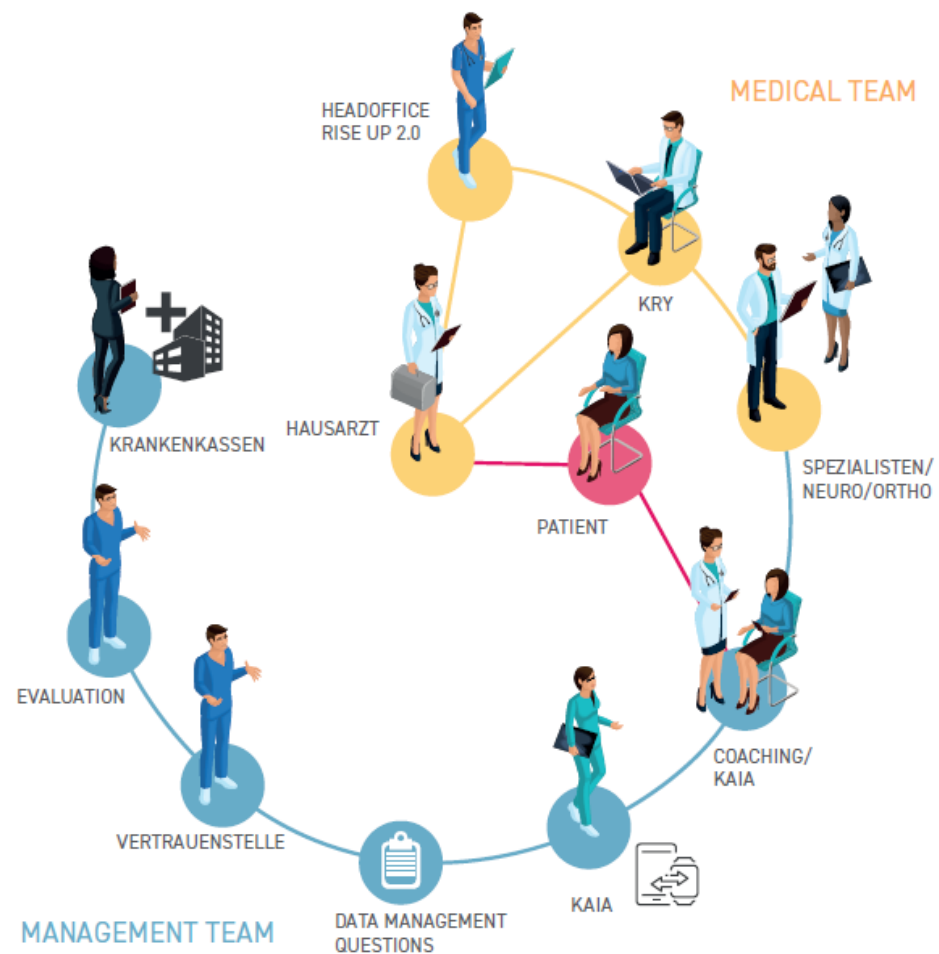 MEDICAL TEAM
HEADOFFICE
RISE UP 2.0
KRY
KRANKENKASSEN
HAUSARZT
SPEZIALISTEN/
NEURO/ORTHO
PATIENT
EVALUATION
COACHING/
KAIA
VERTRAUENSTELLE
KAIA
DATA MANAGEMENT
QUESTIONS
MANAGEMENT TEAM